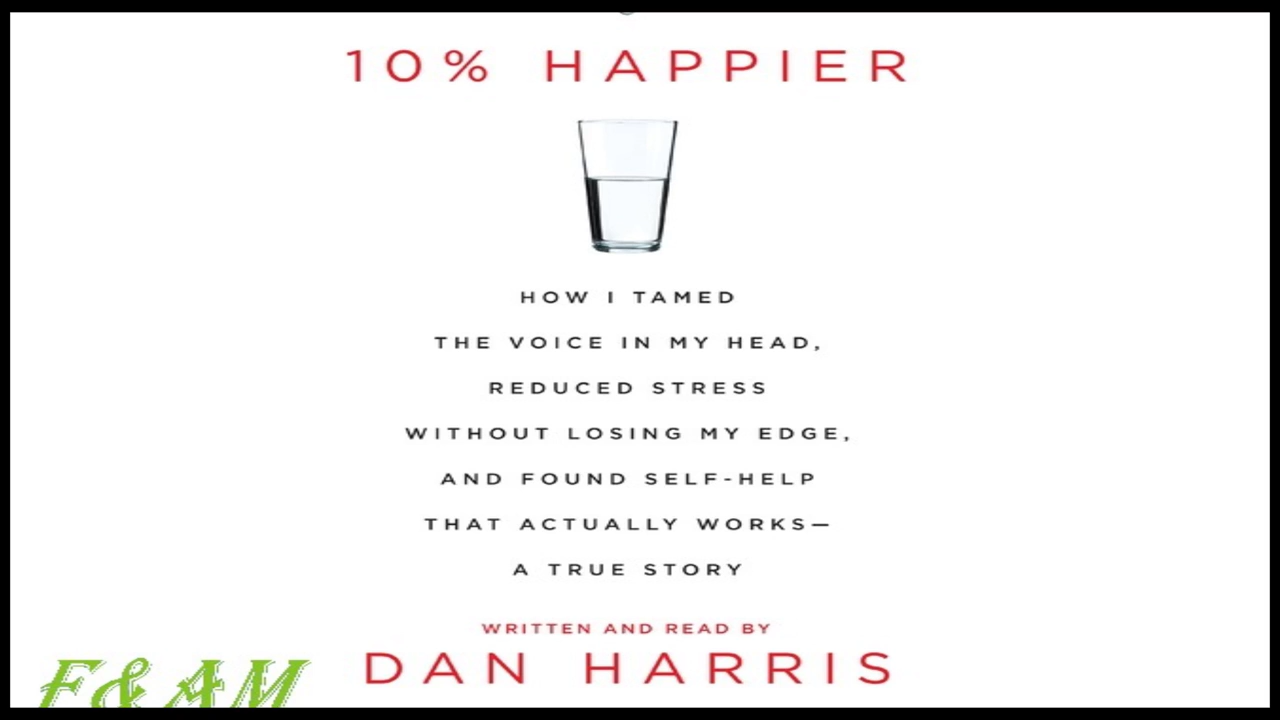 10% HAPPIER
HOW I TAMED
THE VOICE IN MY HEAD,
REDUCED STRESS
WITHOUT LOSING MY EDGE,
AND FOUND SELF-HELP
THAT ACTUALLY WORKS—
A TRUE STORY
WRITTEN AND READ BY
DAN HARRIS
F&AM